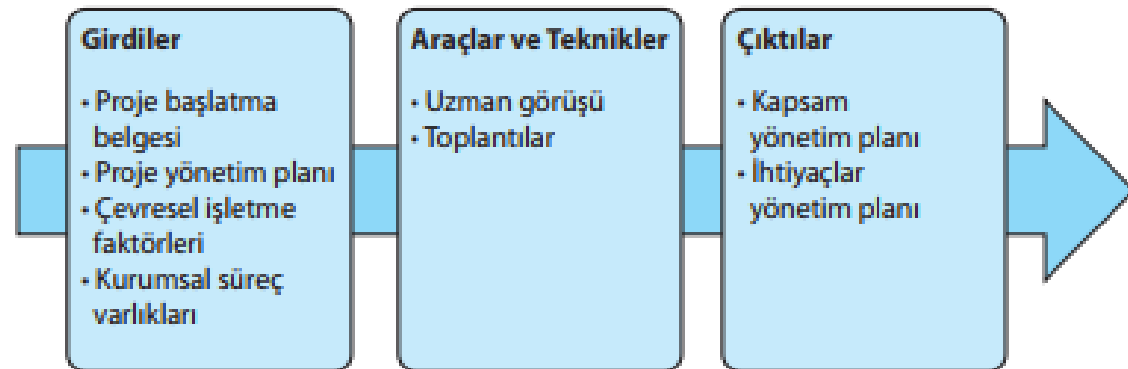 Girdiler
• Proje başlatma
belgesi
• Proje yönetim planı
• Çevresel işletme
faktörleri
• Kurumsal süreç
varlıkları
Araçlar ve Teknikler
• Uzman görüşü
• Toplantılar
Çıktılar
• Kapsam
yönetim planı
• İhtiyaçlar
yönetim planı